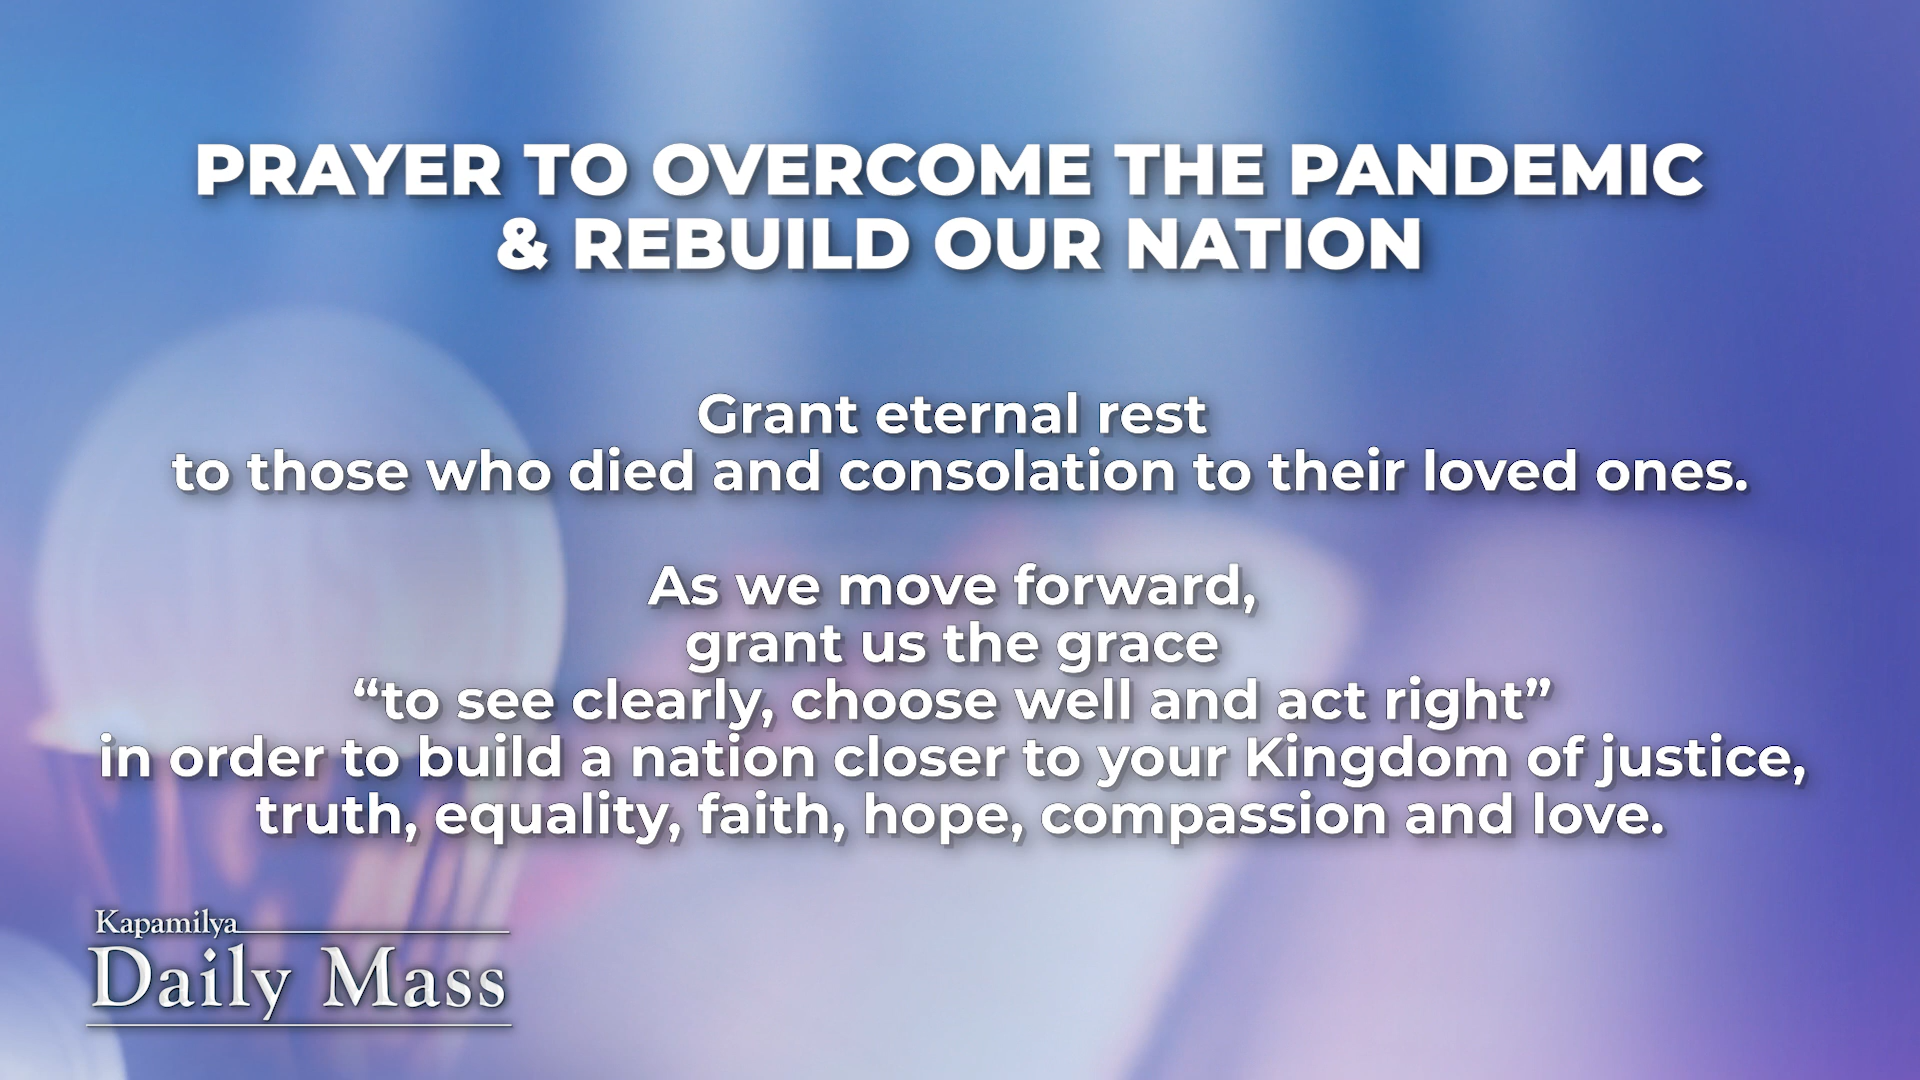 PRAYER TO OVERCOME THE PANDEMIC
& REBUILD OUR NATION
Grant eternal rest
to those who died and consolation to their loved ones.
As we move forward,
grant us the grace
“to see clearly, choose well and act right”
in order to build a nation closer to your Kingdom of justice,
truth, equality, faith, hope, compassion and love.
Kapamilya
Daily Mass